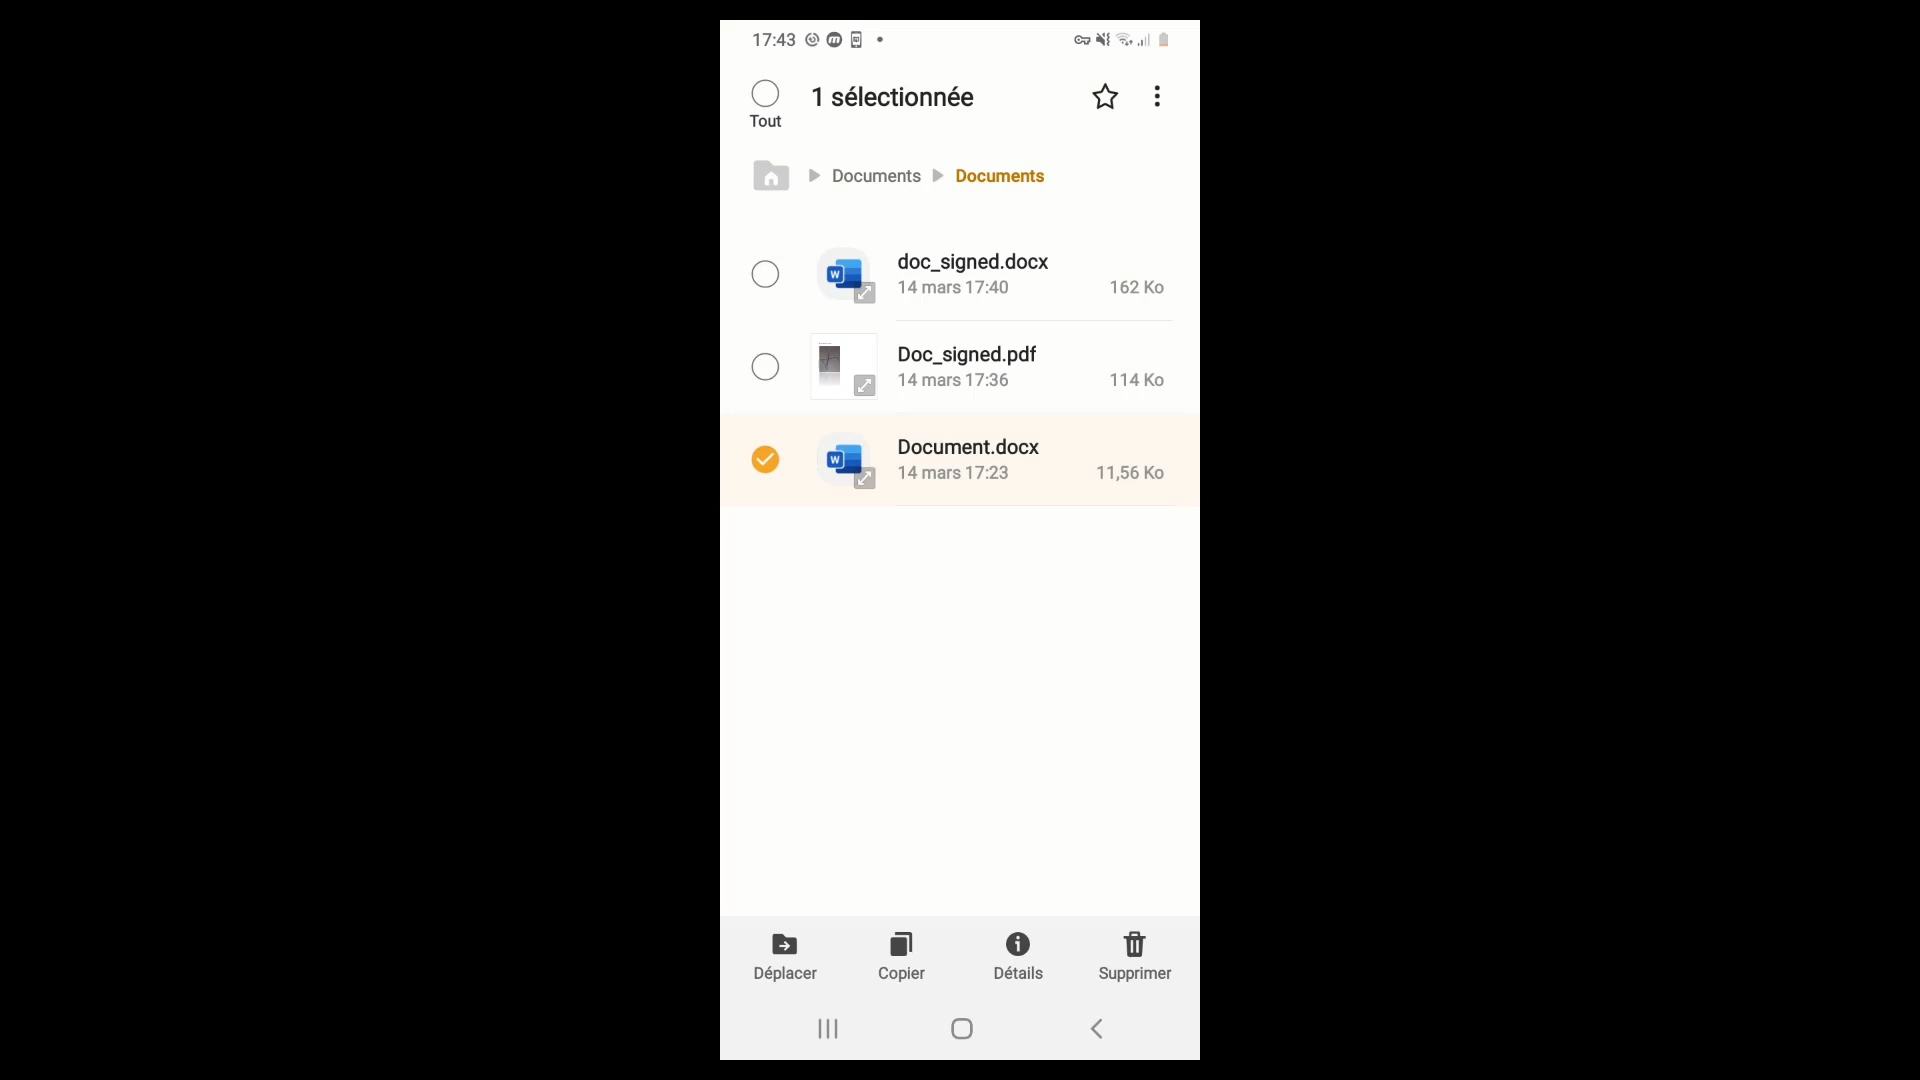 17:43
1 sélectionnée
Tout
Documents Documents
doc_signed.docx
14 mars 17:40 162 Ko
Doc_signed.pdf
14 mars 17:36 114 Ko
Document.docx
14 mars 17:23 11,56 Ko
Déplacer Copier Détails Supprimer